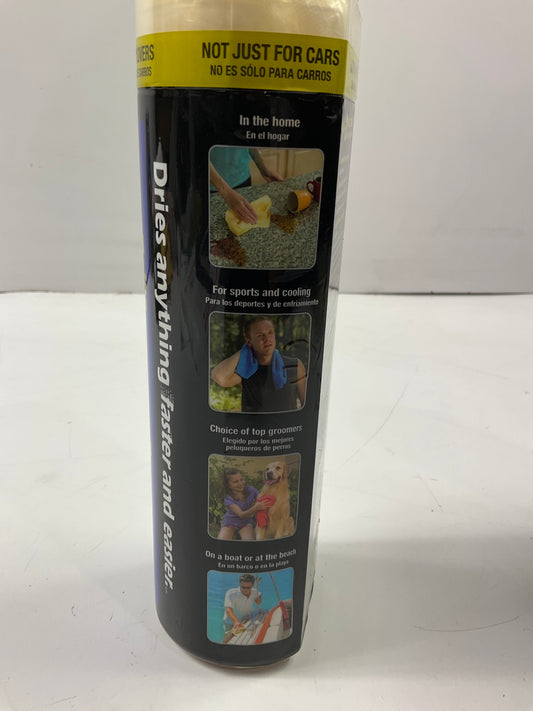 OVERS
NOT JUST FOR CARS
NO ES SÓLO PARA CARROS
In the home
En el hogar
Dries anything faster and easier.
For sports and cooling
Para los deportes y de enfriamiento
Choice of top groomers
Elegido por los mejores
peluqueros de perros
On a boat or at the beach
En un barco o en la playa